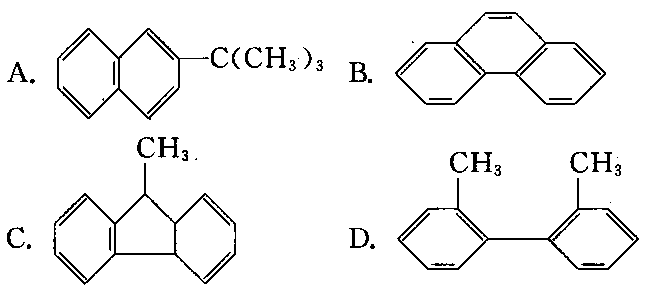 A. C(CH₃)₃ B.
CH₃
C.
CH₃ CH₃
D.